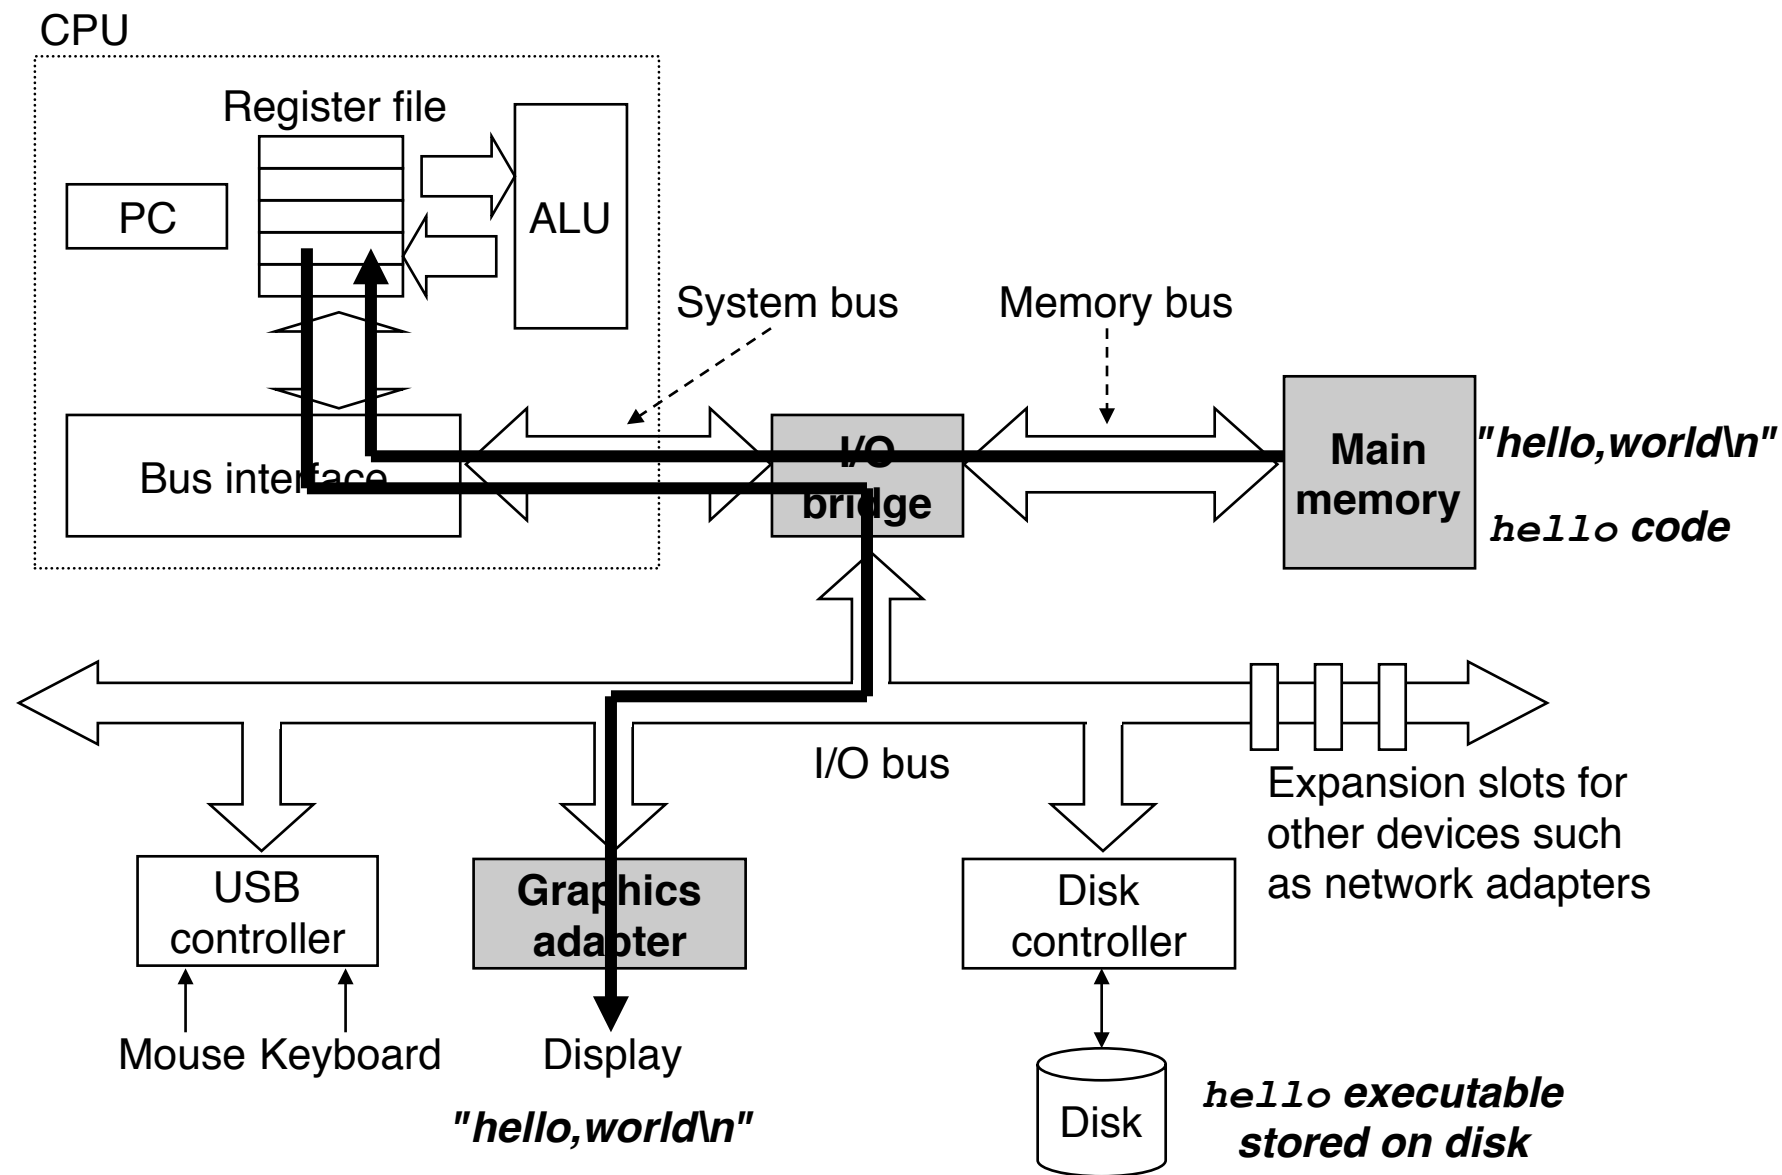 CPU
Register file
PC
ALU
System bus
Memory bus
Bus interface
I/O
bridge
Main
memory
"hello,world\n"
hello code
I/O bus
Expansion slots for
other devices such
as network adapters
USB
controller
Graphics
adapter
Disk
controller
Mouse Keyboard
Display
"hello,world\n"
Disk
hello executable
stored on disk